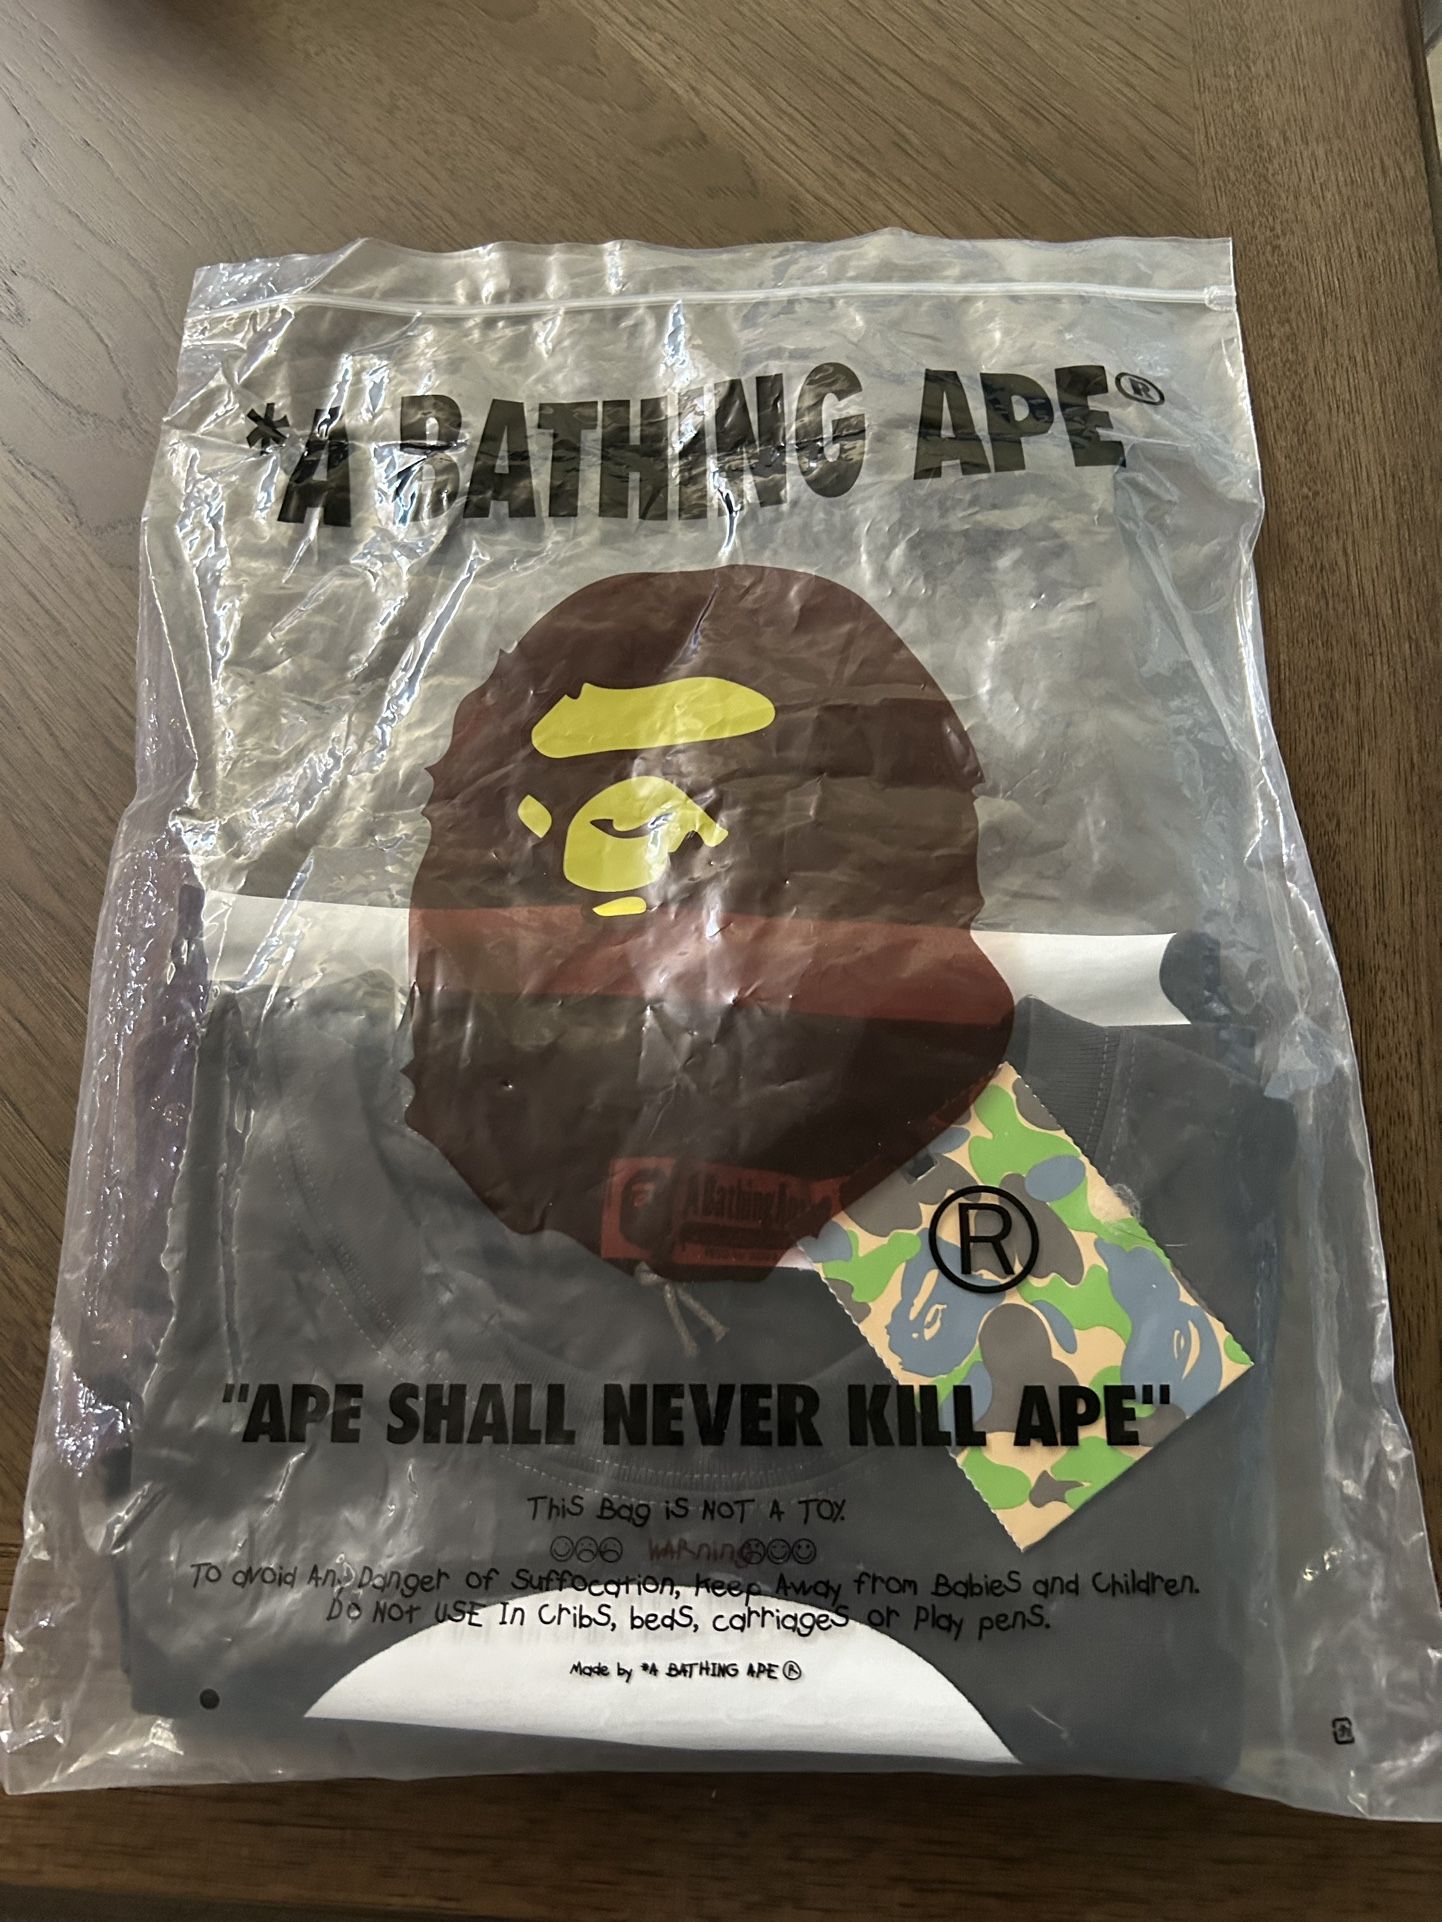 *A BATHING APE®
A Bathing Ape
®
"APE SHALL NEVER KILL APE"
This Bag is NOT A TOY.
WARning
To avoid Any Danger of Suffocation, Keep Away from Babies and Children.
Do Not USE In Cribs, beds, carriages or Play pens.
Made by *A BATHING APE®